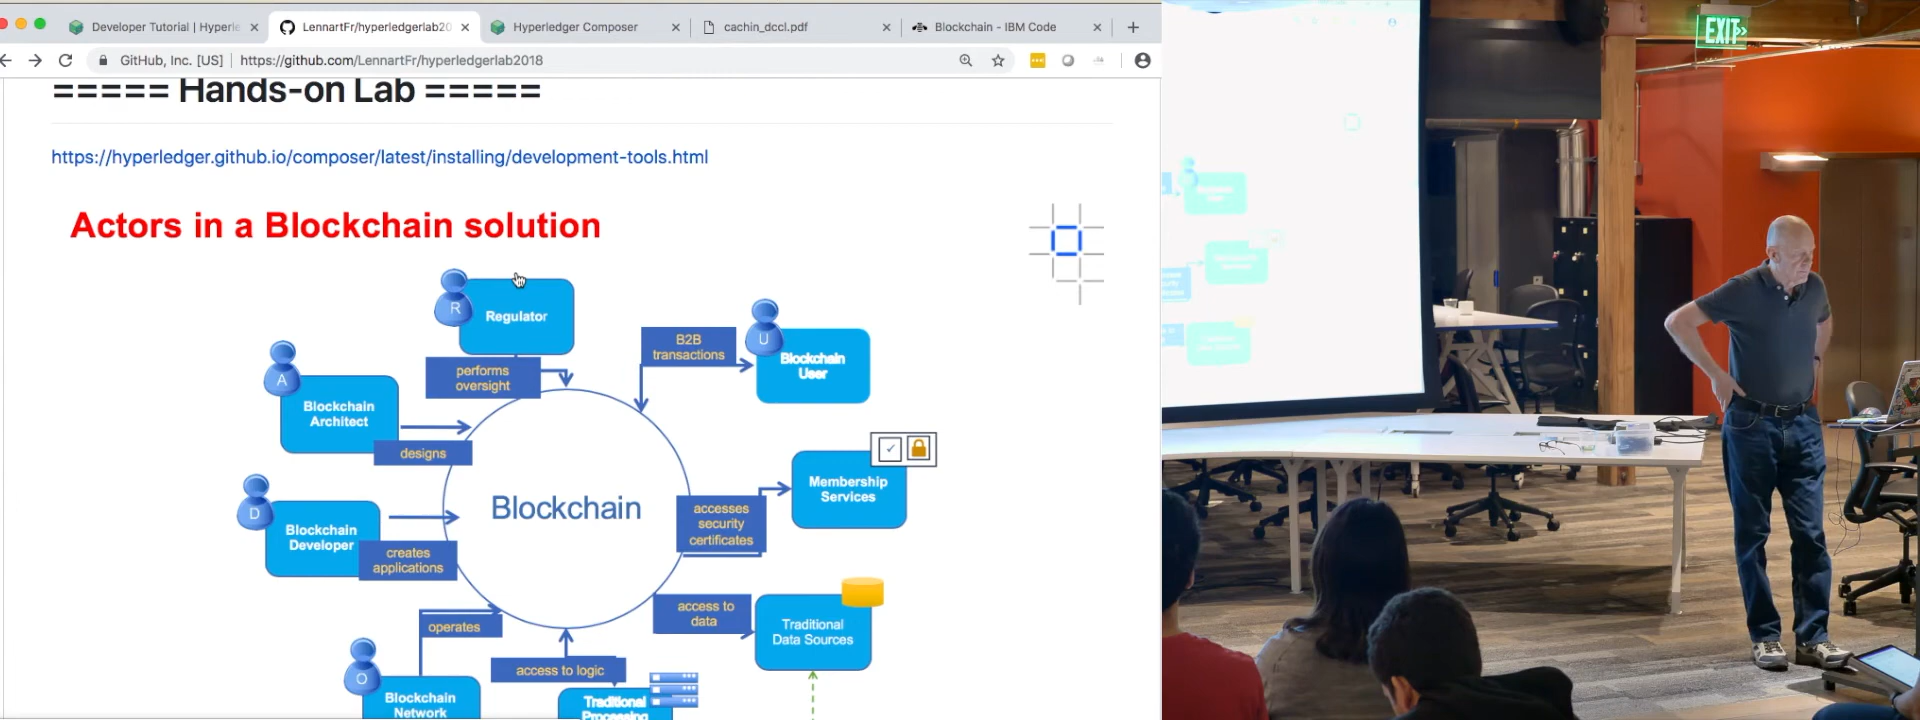 Developer Tutorial | Hyperle
LennartFr/hyperledgerlab20
Hyperledger Composer
cachin_dccl.pdf
Blockchain - IBM Code
GitHub, Inc. [US]
https://github.com/LennartFr/hyperledgerlab2018
===== Hands-on Lab =====
https://hyperledger.github.io/composer/latest/installing/development-tools.html
Actors in a Blockchain solution
R
Regulator
performs
oversight
B2B
transactions
U
Blockchain
User
A
Blockchain
Architect
designs
Membership
Services
D
Blockchain
Developer
creates
applications
Blockchain
accesses
security
certificates
access to
data
Traditional
Data Sources
operates
access to logic
O
Blockchain
Network
Traditional
Processing
EXIT